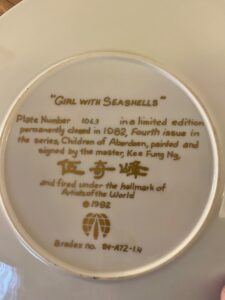 "GIRL WITH SEASHELLS"
Plate Number 1063 in a limited edition
permanently closed in 1982, Fourth issue in
the series, Children of Aberdeen, painted and
signed by the master, Kee Fung Ng,
伍奇峰
and fired under the hallmark of
Artists of the World
©1982
Bradex no. 84-A72-1.4